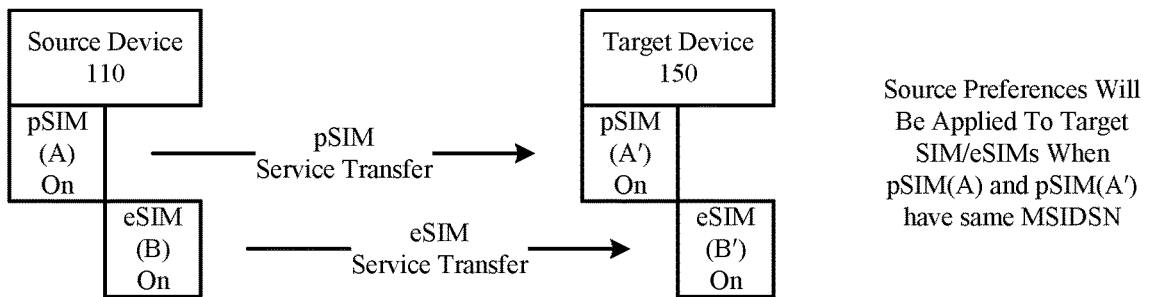 Source Device
110
pSIM
(A)
On
eSIM
(B)
On
pSIM
Service Transfer
eSIM
Service Transfer
Target Device
150
pSIM
(A′)
On
eSIM
(B′)
On
Source Preferences Will
Be Applied To Target
SIM/eSIMs When
pSIM(A) and pSIM(A′)
have same MSIDSN